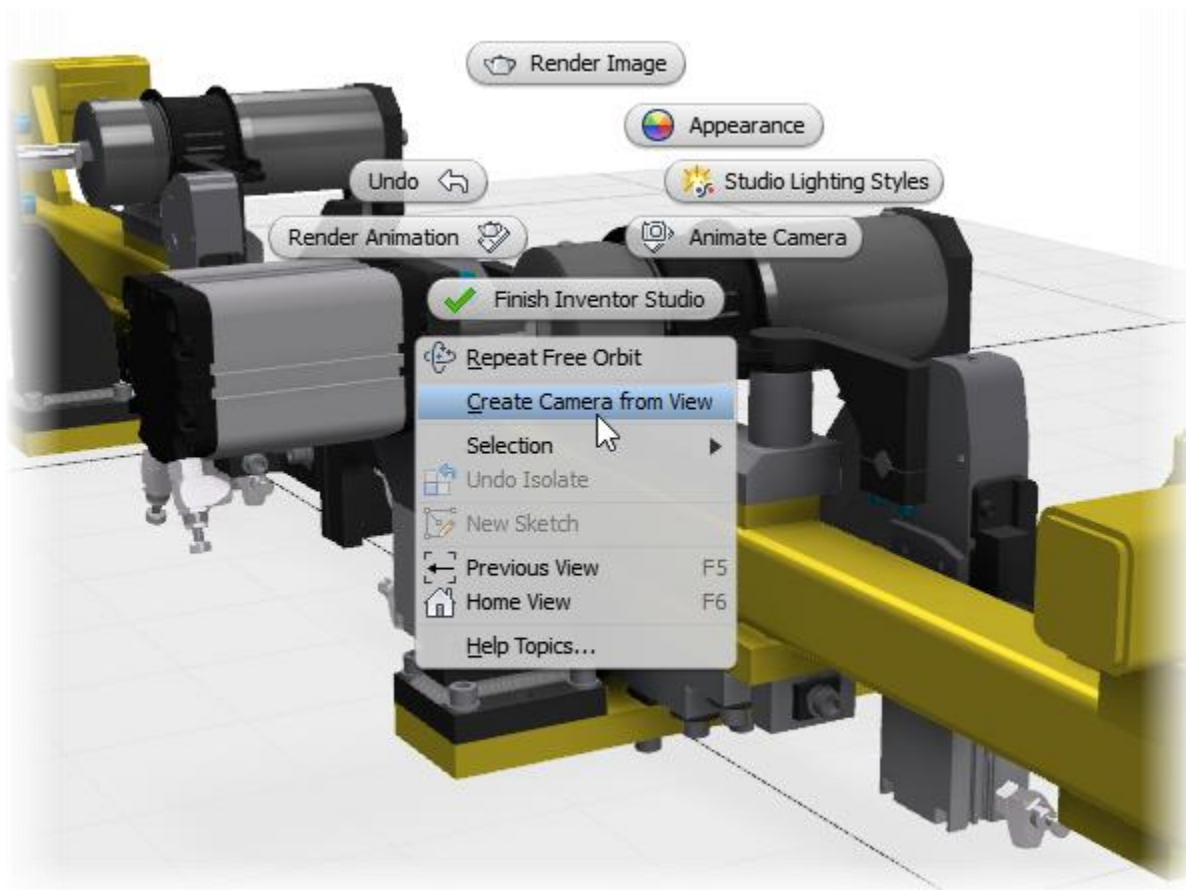 Render Image
Appearance
Undo
Studio Lighting Styles
Render Animation
Animate Camera
Finish Inventor Studio
Repeat Free Orbit
Create Camera from View
Selection
Undo Isolate
New Sketch
Previous View F5
Home View F6
Help Topics...